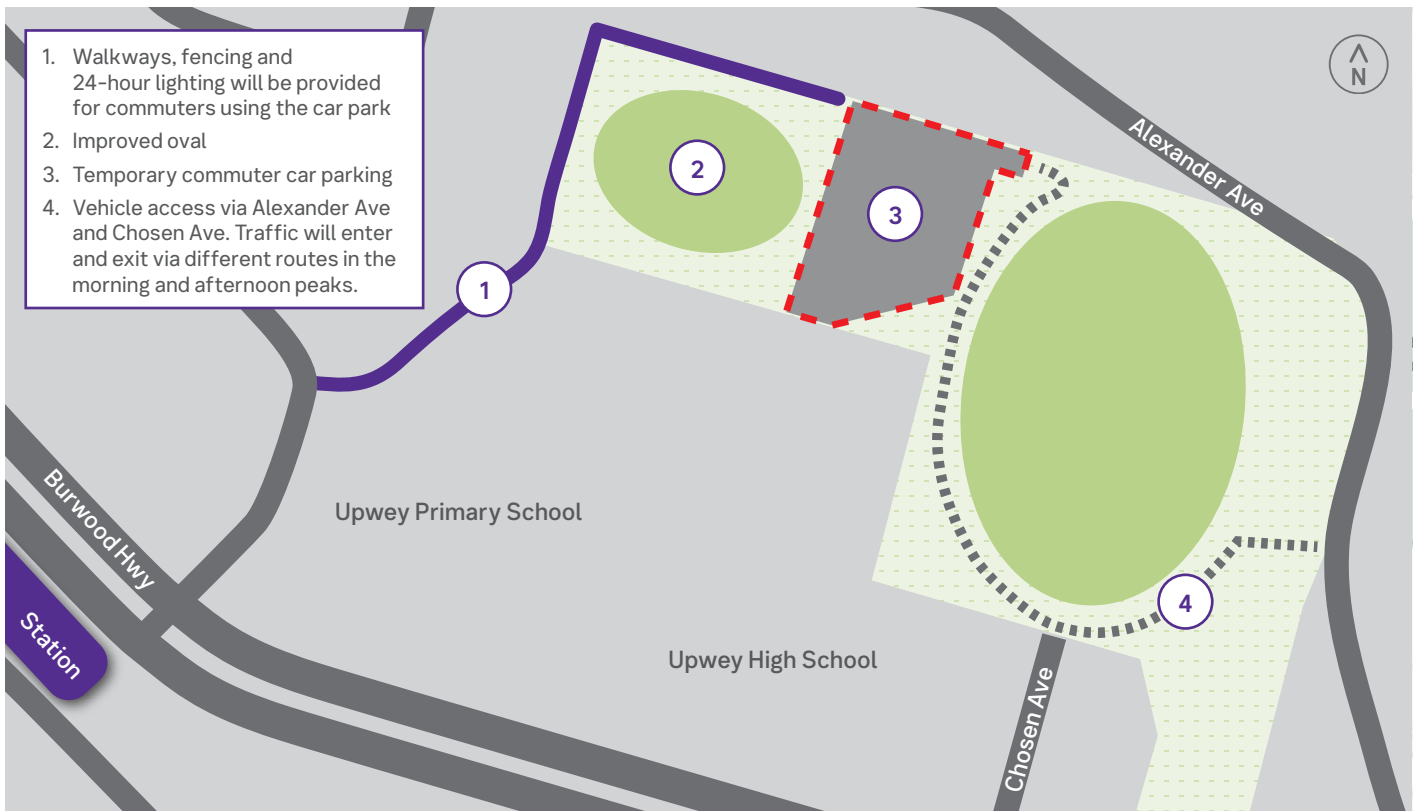 1. Walkways, fencing and
24-hour lighting will be provided
for commuters using the car park
2. Improved oval
3. Temporary commuter car parking
4. Vehicle access via Alexander Ave
and Chosen Ave. Traffic will enter
and exit via different routes in the
morning and afternoon peaks.
N
Alexander Ave
2
3
1
Burwood Hwy
Upwey Primary School
4
Station
Upwey High School
Chosen Ave